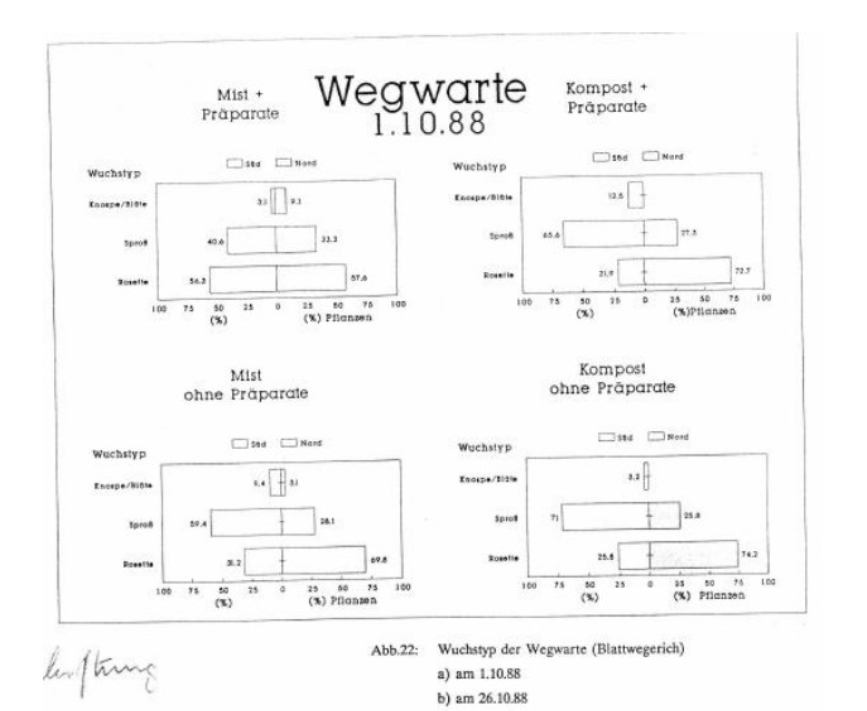 Wegwarte
1.10.88
Mist +
Präparate
Kompost +
Präparate
Wuchstyp
Süd Nord
Knospe/Blüte 3,1 9,1
Sproß 40,6 33,3
Rosette 56,3 57,6
100 75 50 25 0 25 50 75 100
(%) (%) Pflanzen
Wuchstyp
Süd Nord
Knospe/Blüte 12,5
Sproß 65,6 27,3
Rosette 21,9 72,7
100 75 50 25 0 25 50 75 100
(%) (%)Pflanzen
Mist
ohne Präparate
Kompost
ohne Präparate
Wuchstyp
Süd Nord
Knospe/Blüte 9,4 3,1
Sproß 59,4 28,1
Rosette 31,2 69,8
100 75 50 25 0 25 50 75 100
(%) (%) Pflanzen
Wuchstyp
Süd Nord
Knospe/Blüte 3,2
Sproß 71 25,8
Rosette 25,8 74,2
100 75 50 25 0 25 50 75 100
(%) (%) Pflanzen
Abb.22: Wuchstyp der Wegwarte (Blattwegerich)
a) am 1.10.88
b) am 26.10.88